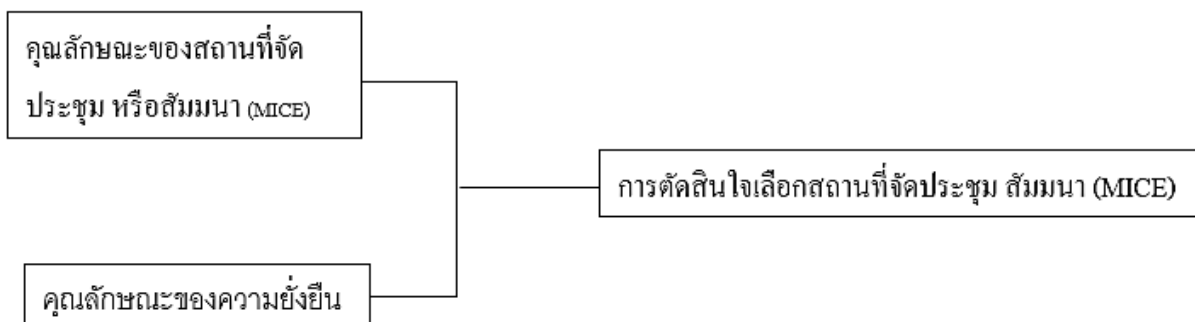 คุณลักษณะของสถานที่จัด
ประชุม หรือสัมมนา (MICE)
การตัดสินใจเลือกสถานที่จัดประชุม สัมมนา (MICE)
คุณลักษณะของความยั่งยืน